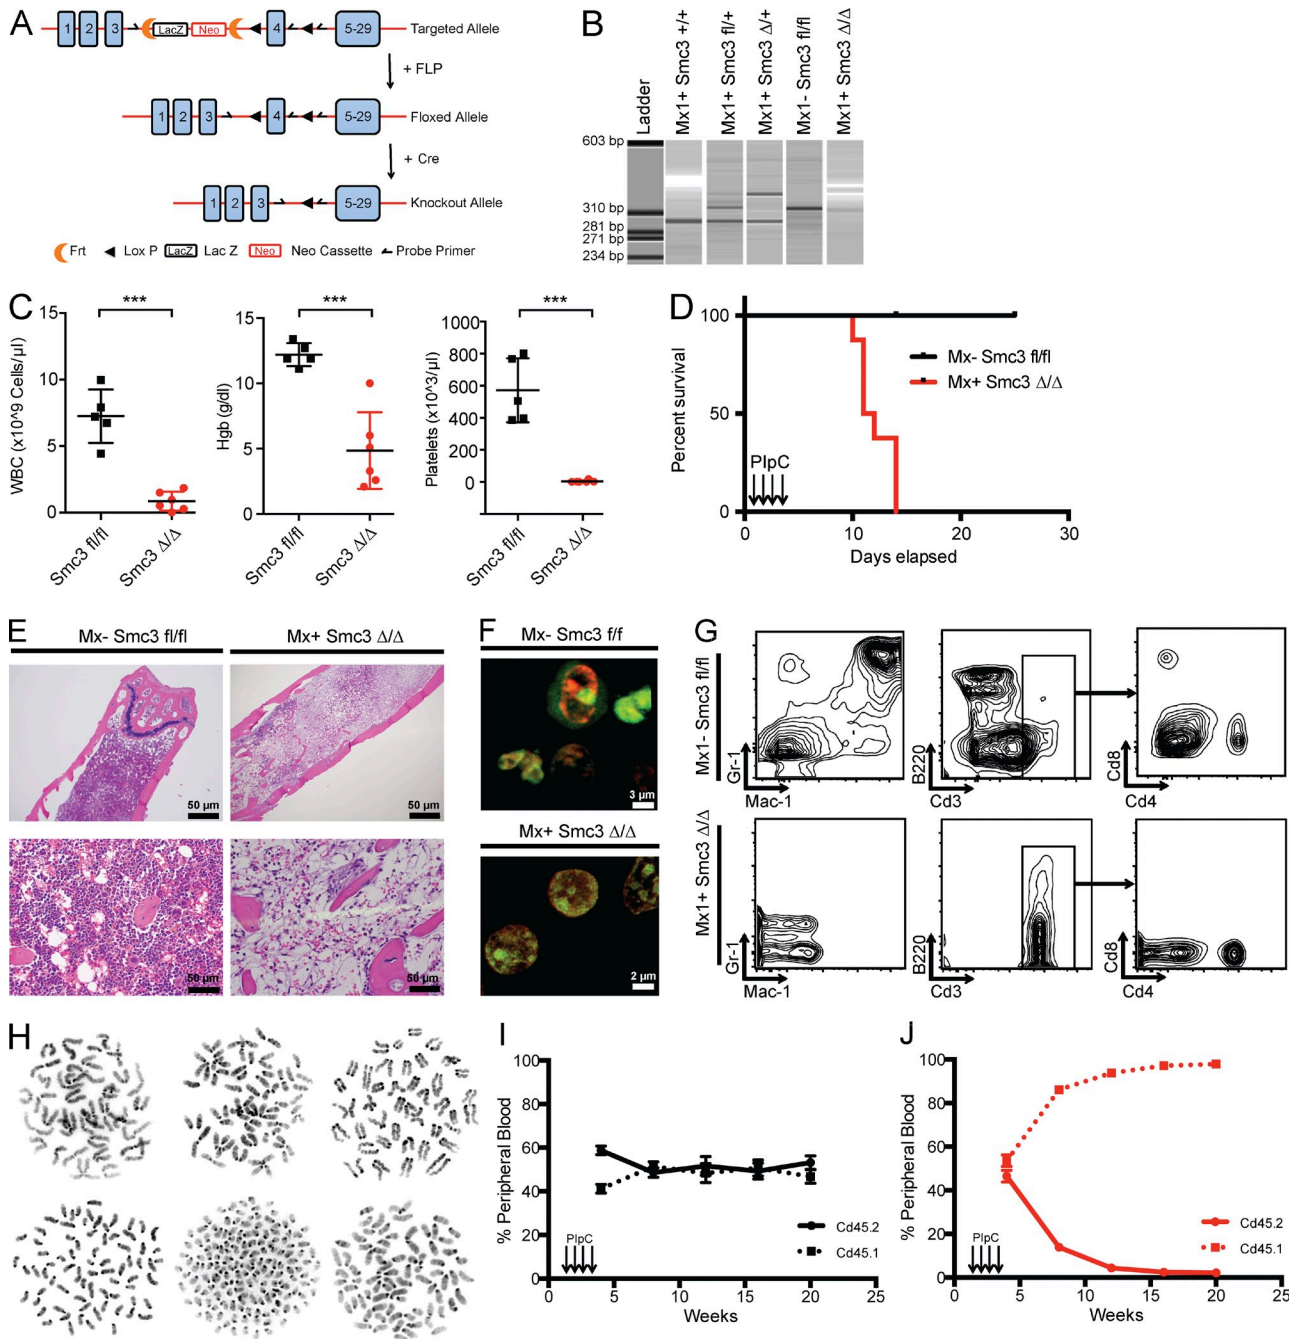 A
1 2 3 LacZ Neo 4 5-29 Targeted Allele
+ FLP
1 2 3 4 5-29 Floxed Allele
+ Cre
1 2 3 5-29 Knockout Allele
Frt Lox P LacZ Lac Z Neo Neo Cassette Probe Primer
B
Ladder
Mx1+ Smc3 +/+
Mx1+ Smc3 fl/+
Mx1+ Smc3 Δ/+
Mx1- Smc3 fl/fl
Mx1+ Smc3 Δ/Δ
603 bp
310 bp
281 bp
271 bp
234 bp
C
WBC (x10^9 Cells/µl)
15
10
5
0
***
Smc3 fl/fl
Smc3 Δ/Δ
Hgb (g/dl)
15
10
5
0
***
Smc3 fl/fl
Smc3 Δ/Δ
Platelets (x10^3/µl)
1000
800
600
400
200
0
***
Smc3 fl/fl
Smc3 Δ/Δ
D
Percent survival
100
50
0
PIpC
Mx- Smc3 fl/fl
Mx+ Smc3 Δ/Δ
0 10 20 30
Days elapsed
E
Mx- Smc3 fl/fl
Mx+ Smc3 Δ/Δ
50 µm
50 µm
50 µm
50 µm
F
Mx- Smc3 f/f
3 µm
Mx+ Smc3 Δ/Δ
2 µm
G
Mx1- Smc3 fl/fl
Gr-1
Mac-1
B220
Cd3
Cd8
Cd4
Mx1+ Smc3 Δ/Δ
Gr-1
Mac-1
B220
Cd3
Cd8
Cd4
H
I
% Peripheral Blood
100
80
60
40
20
0
PIpC
Cd45.2
Cd45.1
0 5 10 15 20 25
Weeks
J
% Peripheral Blood
100
80
60
40
20
0
PIpC
Cd45.2
Cd45.1
0 5 10 15 20 25
Weeks